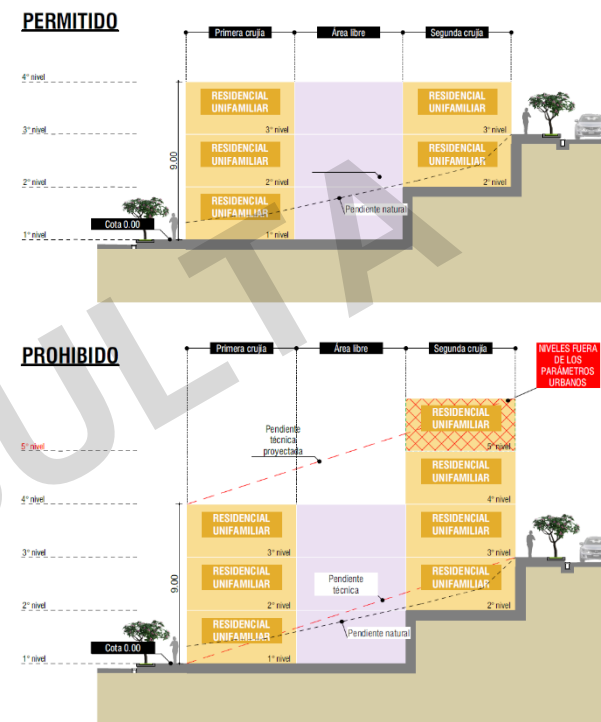 PERMITIDO
Primera crujía
Área libre
Segunda crujía
4° nivel
RESIDENCIAL
UNIFAMILIAR
RESIDENCIAL
UNIFAMILIAR
3° nivel
3° nivel
3° nivel
RESIDENCIAL
UNIFAMILIAR
RESIDENCIAL
UNIFAMILIAR
9.00
2° nivel
2° nivel
2° nivel
RESIDENCIAL
UNIFAMILIAR
Pendiente natural
Cota 0.00
1° nivel
1° nivel
PROHIBIDO
Primera crujía
Área libre
Segunda crujía
NIVELES FUERA
DE LOS
PARÁMETROS
URBANOS
RESIDENCIAL
UNIFAMILIAR
Pendiente
técnica
proyectada
5° nivel
5° nivel
RESIDENCIAL
UNIFAMILIAR
4° nivel
4° nivel
RESIDENCIAL
UNIFAMILIAR
RESIDENCIAL
UNIFAMILIAR
3° nivel
3° nivel
3° nivel
RESIDENCIAL
UNIFAMILIAR
Pendiente
técnica
RESIDENCIAL
UNIFAMILIAR
9.00
2° nivel
2° nivel
2° nivel
RESIDENCIAL
UNIFAMILIAR
Pendiente natural
Cota 0.00
1° nivel
1° nivel
SULTA